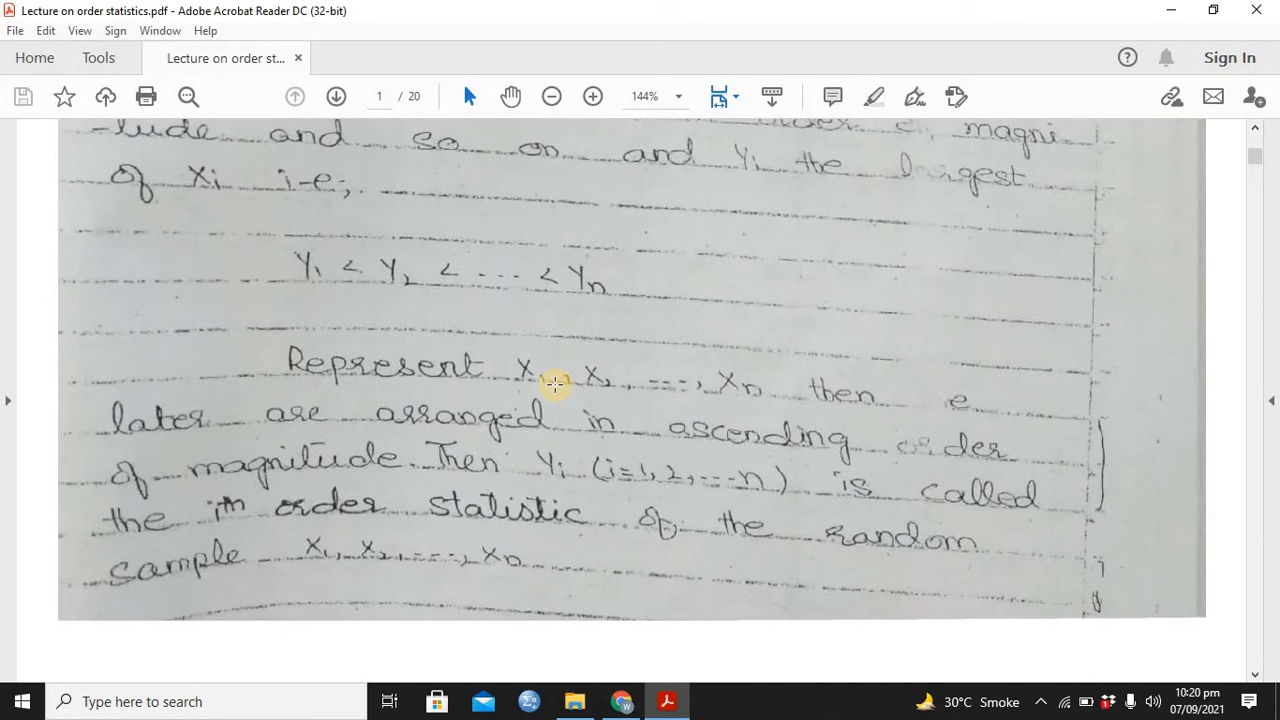 Lecture on order statistics.pdf - Adobe Acrobat Reader DC (32-bit)
File Edit View Sign Window Help
Home Tools Lecture on order st... × Sign In
1 / 20 144%
-tude and so on and Yi the largest
of Xi i-e;
Y1 < Y2 < ... < Yn
Represent X1, X2, ---, Xn then e
later are arranged in ascending order
of magnitude. Then Yi (i=1,2,---n) is called
the ith order statistic of the random
sample X1, X2, ---, Xn
Type here to search
30°C Smoke
10:20 pm
07/09/2021